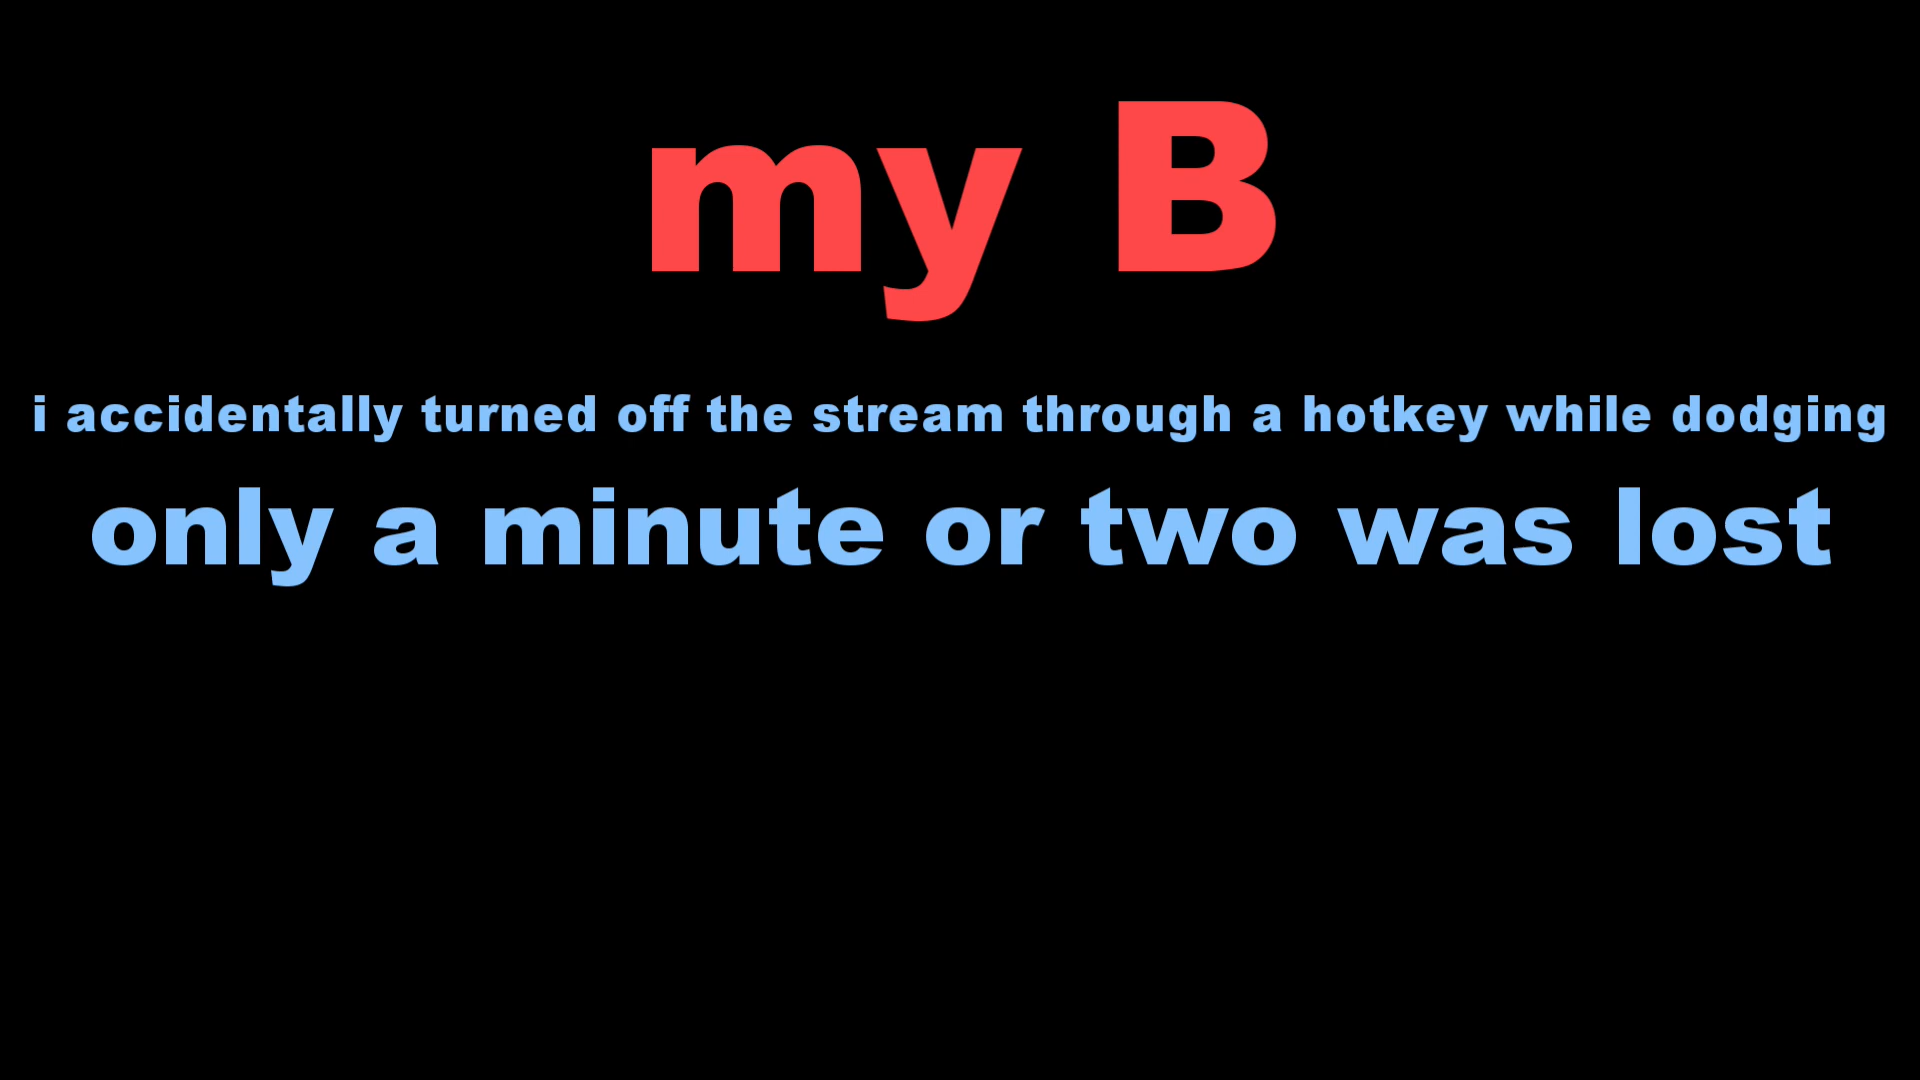 my B
i accidentally turned off the stream through a hotkey while dodging
only a minute or two was lost